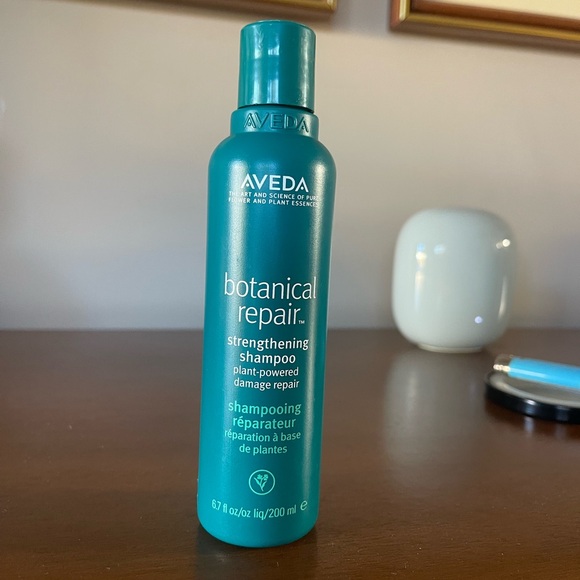 AVEDA
AVEDA
THE ART AND SCIENCE OF PURE
FLOWER AND PLANT ESSENCES
botanical
repair™
strengthening
shampoo
plant-powered
damage repair
shampooing
réparateur
réparation à base
de plantes
6.7 fl oz/oz liq/200 ml ℮